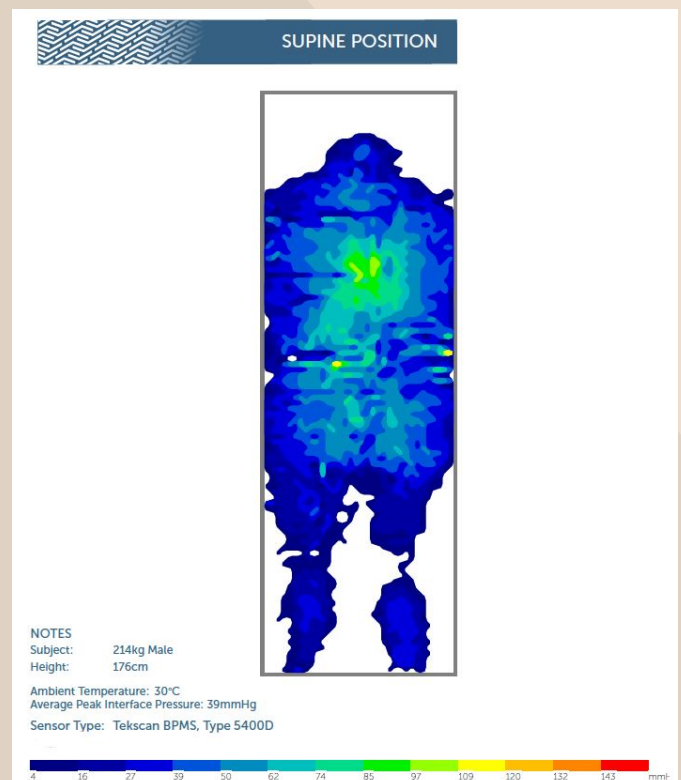 SUPINE POSITION
NOTES
Subject: 214kg Male
Height: 176cm
Ambient Temperature: 30°C
Average Peak Interface Pressure: 39mmHg
Sensor Type: Tekscan BPMS, Type 5400D
4 16 27 39 50 62 74 85 97 109 120 132 143 mmH